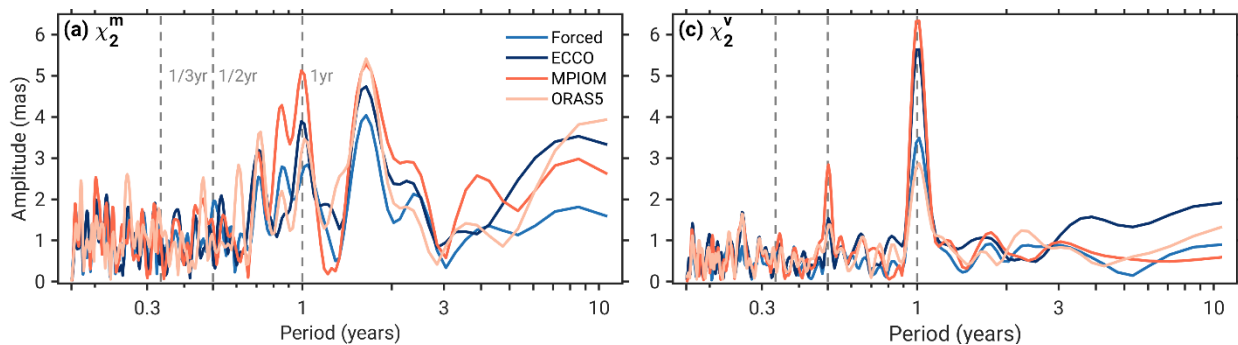 (a) χ₂ᵐ
Amplitude (mas)
6
5
4
3
2
1
0
1/3yr
1/2yr
1yr
Forced
ECCO
MPIOM
ORAS5
0.3
1
3
10
Period (years)
(c) χ₂ᵛ
6
5
4
3
2
1
0
0.3
1
3
10
Period (years)